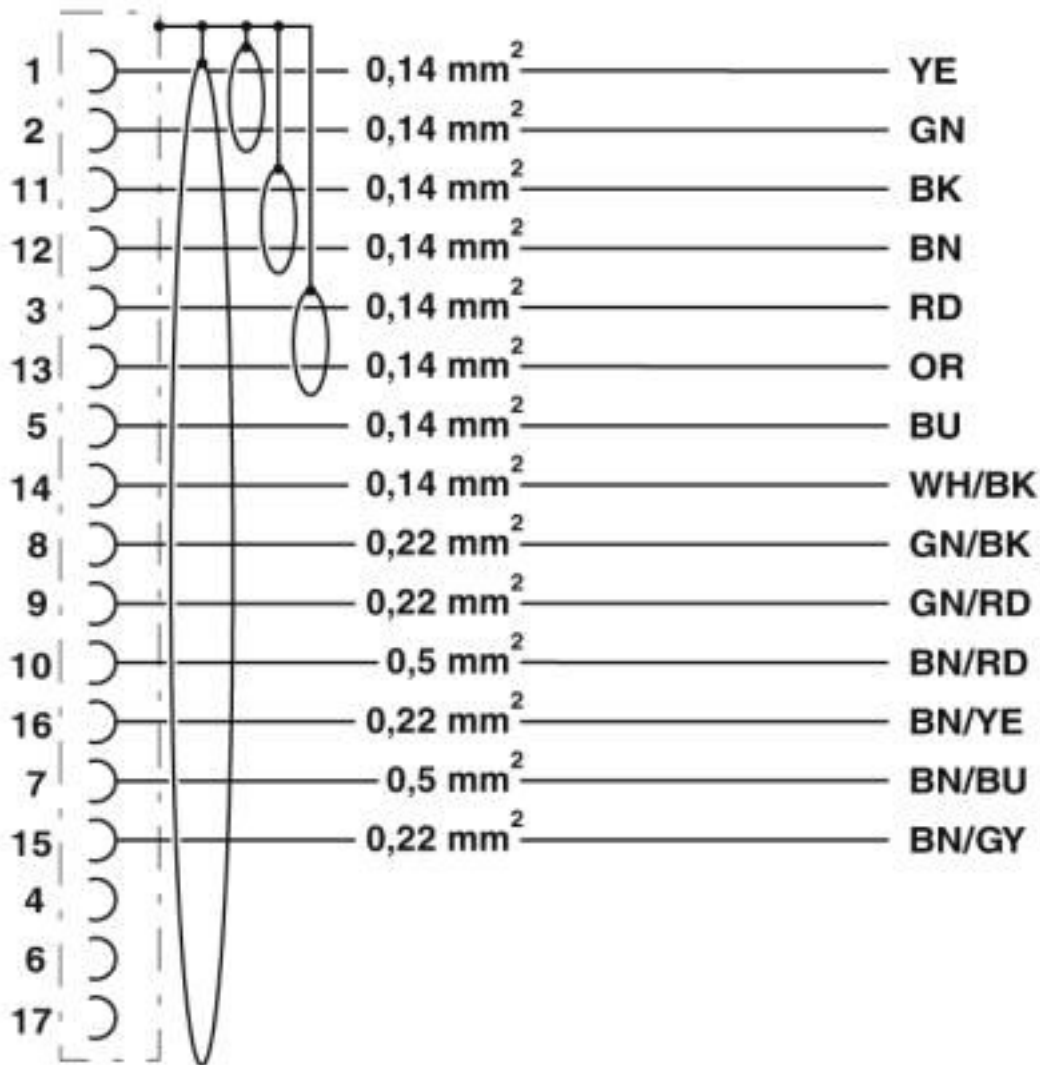 1 0,14 mm² YE
2 0,14 mm² GN
11 0,14 mm² BK
12 0,14 mm² BN
3 0,14 mm² RD
13 0,14 mm² OR
5 0,14 mm² BU
14 0,14 mm² WH/BK
8 0,22 mm² GN/BK
9 0,22 mm² GN/RD
10 0,5 mm² BN/RD
16 0,22 mm² BN/YE
7 0,5 mm² BN/BU
15 0,22 mm² BN/GY
4
6
17